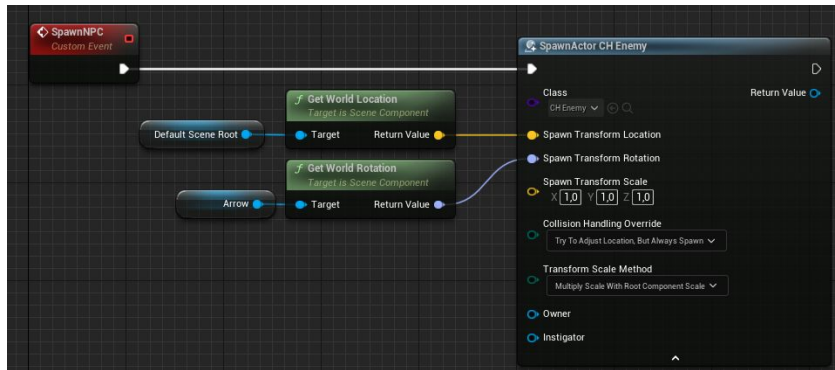 SpawnNPC
Custom Event
SpawnActor CH Enemy
Class
CH Enemy
Return Value
Get World Location
Target is Scene Component
Default Scene Root
Target
Return Value
Spawn Transform Location
Get World Rotation
Target is Scene Component
Spawn Transform Rotation
Arrow
Target
Return Value
Spawn Transform Scale
X 1,0 Y 1,0 Z 1,0
Collision Handling Override
Try To Adjust Location, But Always Spawn
Transform Scale Method
Multiply Scale With Root Component Scale
Owner
Instigator